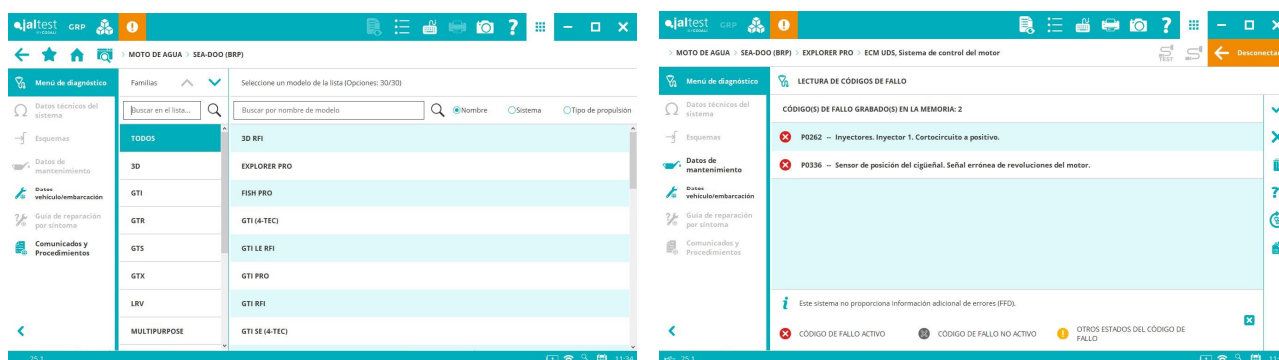 jaltest GRP
MOTO DE AGUA > SEA-DOO (BRP)
Menú de diagnóstico
Datos técnicos del sistema
Esquemas
Datos de mantenimiento
Datos vehículo/embarcación
Guía de reparación por síntoma
Comunicados y Procedimientos
Familias
Buscar en el lista...
TODOS
3D
GTI
GTR
GTS
GTX
LRV
MULTIPURPOSE
Seleccione un modelo de la lista (Opciones: 30/30)
Buscar por nombre de modelo
Nombre Sistema Tipo de propulsión
3D RFI
EXPLORER PRO
FISH PRO
GTI (4-TEC)
GTI LE RFI
GTI PRO
GTI RFI
GTI SE (4-TEC)
25.1
11:34
jaltest GRP
MOTO DE AGUA > SEA-DOO (BRP) > EXPLORER PRO > ECM UDS, Sistema de control del motor
TEST
Desconectar
Menú de diagnóstico
Datos técnicos del sistema
Esquemas
Datos de mantenimiento
Datos vehículo/embarcación
Guía de reparación por síntoma
Comunicados y Procedimientos
LECTURA DE CÓDIGOS DE FALLO
CÓDIGO(S) DE FALLO GRABADO(S) EN LA MEMORIA: 2
P0262 -- Inyectores. Inyector 1. Cortocircuito a positivo.
P0336 -- Sensor de posición del cigüeñal. Señal errónea de revoluciones del motor.
Este sistema no proporciona información adicional de errores (FFD).
CÓDIGO DE FALLO ACTIVO
CÓDIGO DE FALLO NO ACTIVO
OTROS ESTADOS DEL CÓDIGO DE FALLO
25.1